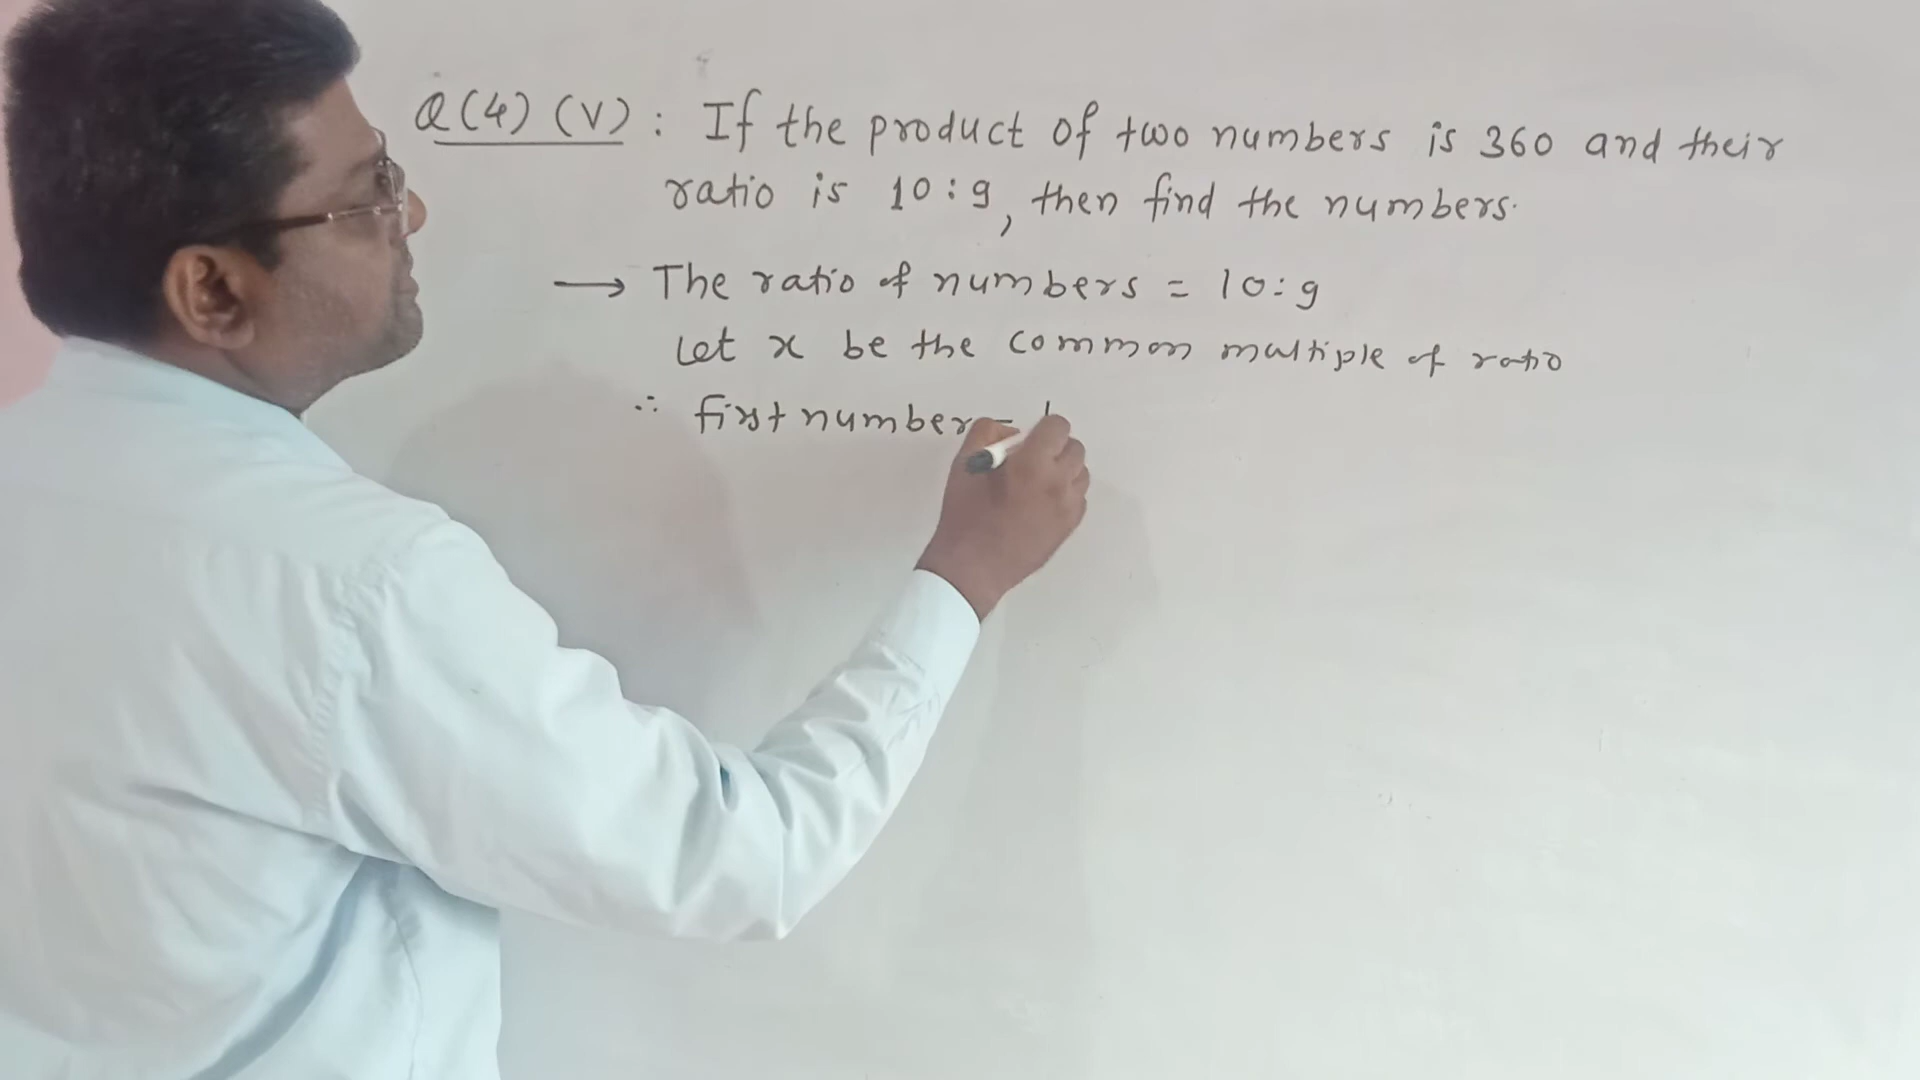 Q(4) (V) : If the product of two numbers is 360 and their
ratio is 10:9, then find the numbers.
→ The ratio of numbers = 10:9
Let x be the common multiple of ratio
∴ first number = 1